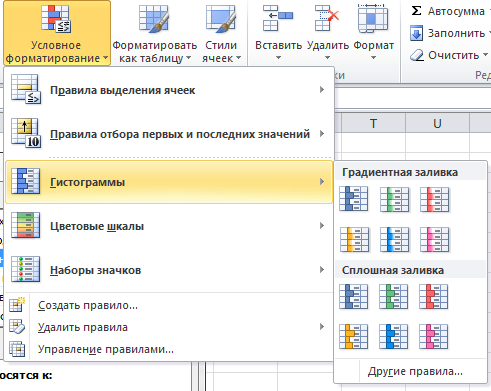 Условное форматирование
Форматировать как таблицу
Стили ячеек
Вставить
Удалить
Формат
Σ Автосумма
Заполнить
Очистить
Ред
Правила выделения ячеек
Правила отбора первых и последних значений
T U
Гистограммы
Цветовые шкалы
Наборы значков
Создать правило...
Удалить правила
Управление правилами...
Градиентная заливка
Сплошная заливка
Другие правила...
осятся к: